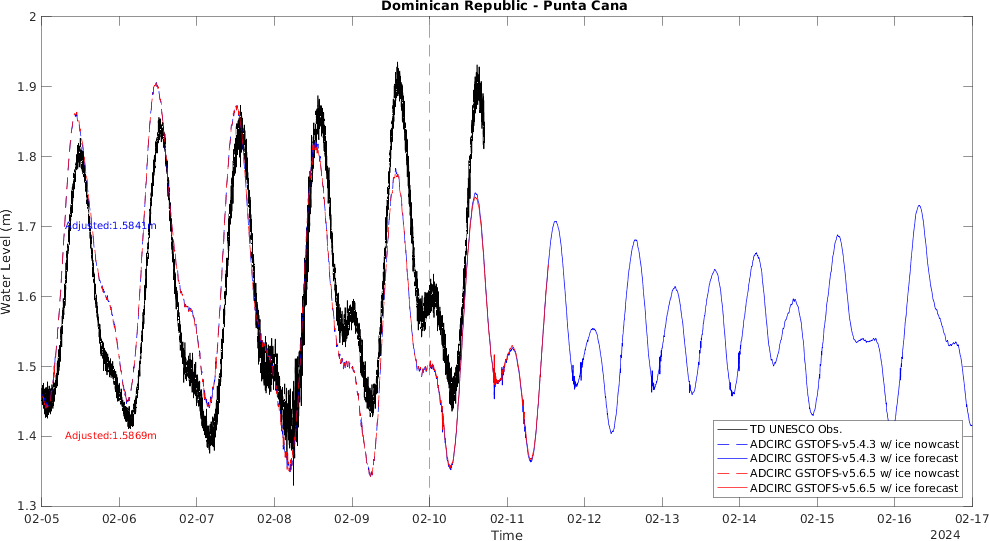 Dominican Republic - Punta Cana
Water Level (m)
2
1.9
1.8
1.7
1.6
1.5
1.4
1.3
Adjusted:1.5841m
Adjusted:1.5869m
TD UNESCO Obs.
ADCIRC GSTOFS-v5.4.3 w/ ice nowcast
ADCIRC GSTOFS-v5.4.3 w/ ice forecast
ADCIRC GSTOFS-v5.6.5 w/ ice nowcast
ADCIRC GSTOFS-v5.6.5 w/ ice forecast
02-05 02-06 02-07 02-08 02-09 02-10 02-11 02-12 02-13 02-14 02-15 02-16 02-17
Time
2024